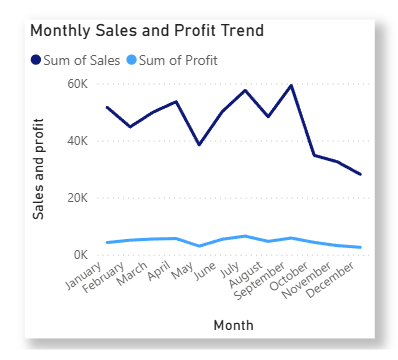 Monthly Sales and Profit Trend
Sum of Sales Sum of Profit
60K
40K
20K
0K
Sales and profit
January
February
March
April
May
June
July
August
September
October
November
December
Month